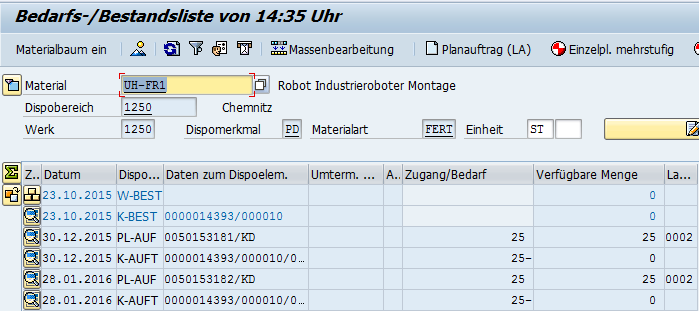 Bedarfs-/Bestandsliste von 14:35 Uhr
Materialbaum ein Massenbearbeitung Planauftrag (LA) Einzelpl. mehrstufig
Material UH-FR1 Robot Industrieroboter Montage
Dispobereich 1250 Chemnitz
Werk 1250 Dispomerkmal PD Materialart FERT Einheit ST
Z.. Datum Dispo... Daten zum Dispoelem. Umterm. ... A.. Zugang/Bedarf Verfügbare Menge La...
23.10.2015 W-BEST 0
23.10.2015 K-BEST 0000014393/000010 0
30.12.2015 PL-AUF 0050153181/KD 25 25 0002
30.12.2015 K-AUFT 0000014393/000010/0... 25- 0
28.01.2016 PL-AUF 0050153182/KD 25 25 0002
28.01.2016 K-AUFT 0000014393/000010/0... 25- 0